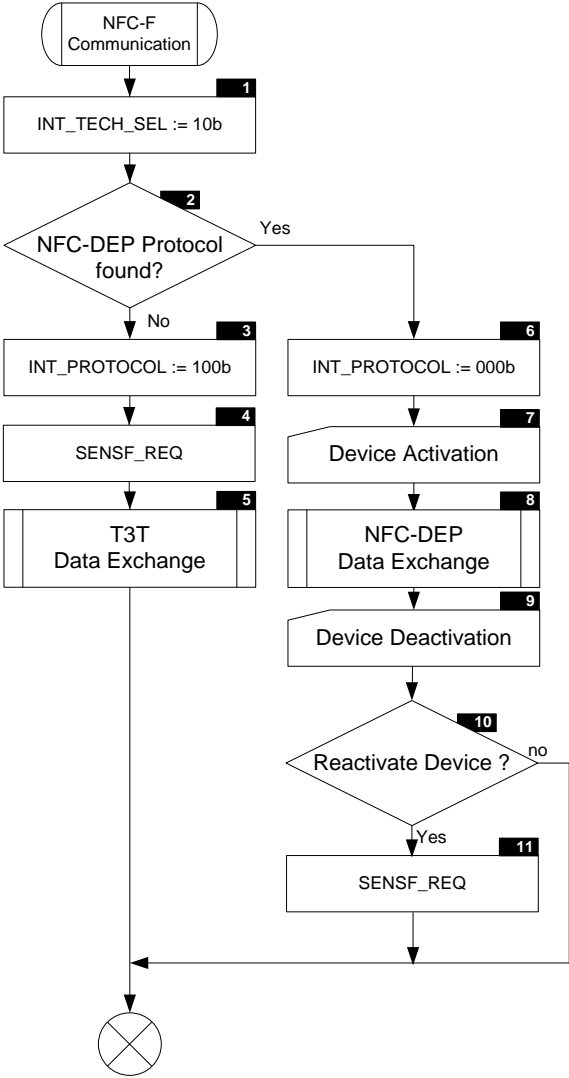 NFC-F
Communication
1
INT_TECH_SEL := 10b
2
NFC-DEP Protocol
found?
Yes
No
3
INT_PROTOCOL := 100b
4
SENSF_REQ
5
T3T
Data Exchange
6
INT_PROTOCOL := 000b
7
Device Activation
8
NFC-DEP
Data Exchange
9
Device Deactivation
10
Reactivate Device ?
no
Yes
11
SENSF_REQ